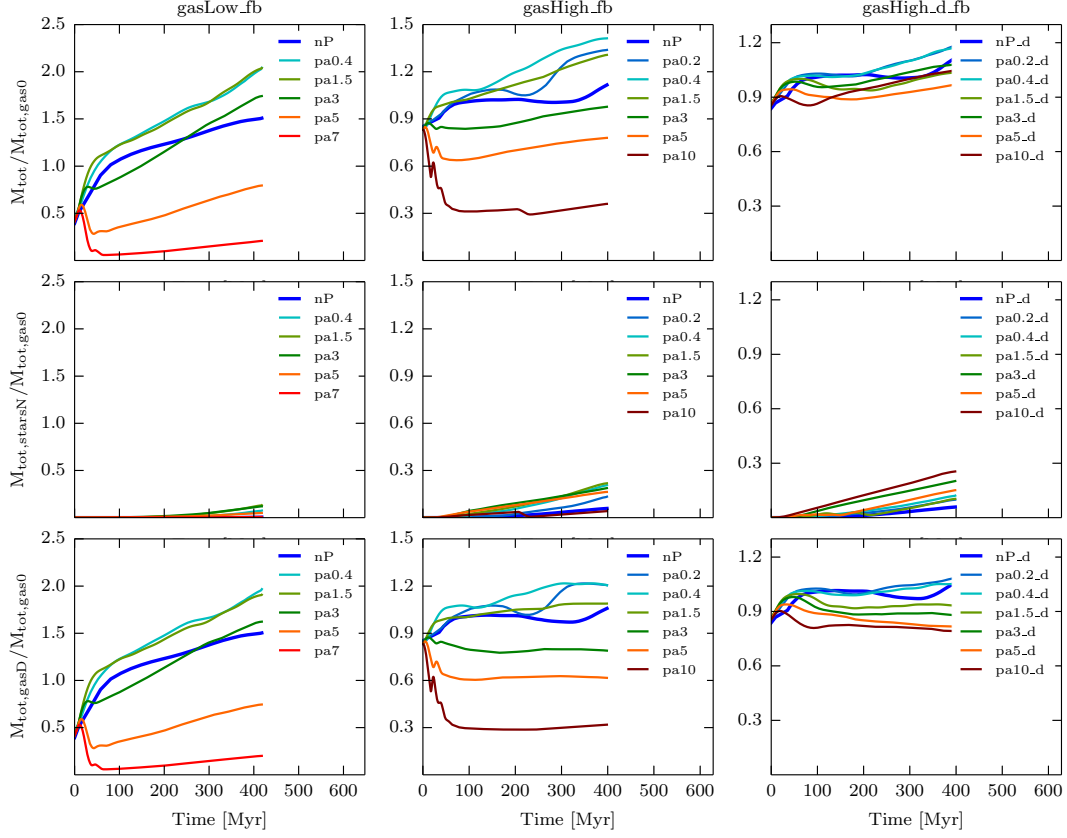 gasLow_fb
gasHigh_fb
gasHigh_d_fb
M_tot/M_tot,gas0
2.5
2.0
1.5
1.0
0.5
nP
pa0.4
pa1.5
pa3
pa5
pa7
1.5
1.2
0.9
0.6
0.3
nP
pa0.2
pa0.4
pa1.5
pa3
pa5
pa10
1.2
0.9
0.6
0.3
nP_d
pa0.2_d
pa0.4_d
pa1.5_d
pa3_d
pa5_d
pa10_d
M_tot,starsN/M_tot,gas0
2.5
2.0
1.5
1.0
0.5
nP
pa0.4
pa1.5
pa3
pa5
pa7
1.5
1.2
0.9
0.6
0.3
nP
pa0.2
pa0.4
pa1.5
pa3
pa5
pa10
1.2
0.9
0.6
0.3
nP_d
pa0.2_d
pa0.4_d
pa1.5_d
pa3_d
pa5_d
pa10_d
M_tot,gasD/M_tot,gas0
2.5
2.0
1.5
1.0
0.5
nP
pa0.4
pa1.5
pa3
pa5
pa7
0 100 200 300 400 500 600
Time [Myr]
1.5
1.2
0.9
0.6
0.3
nP
pa0.2
pa0.4
pa1.5
pa3
pa5
pa10
0 100 200 300 400 500 600
Time [Myr]
1.2
0.9
0.6
0.3
nP_d
pa0.2_d
pa0.4_d
pa1.5_d
pa3_d
pa5_d
pa10_d
0 100 200 300 400 500 600
Time [Myr]